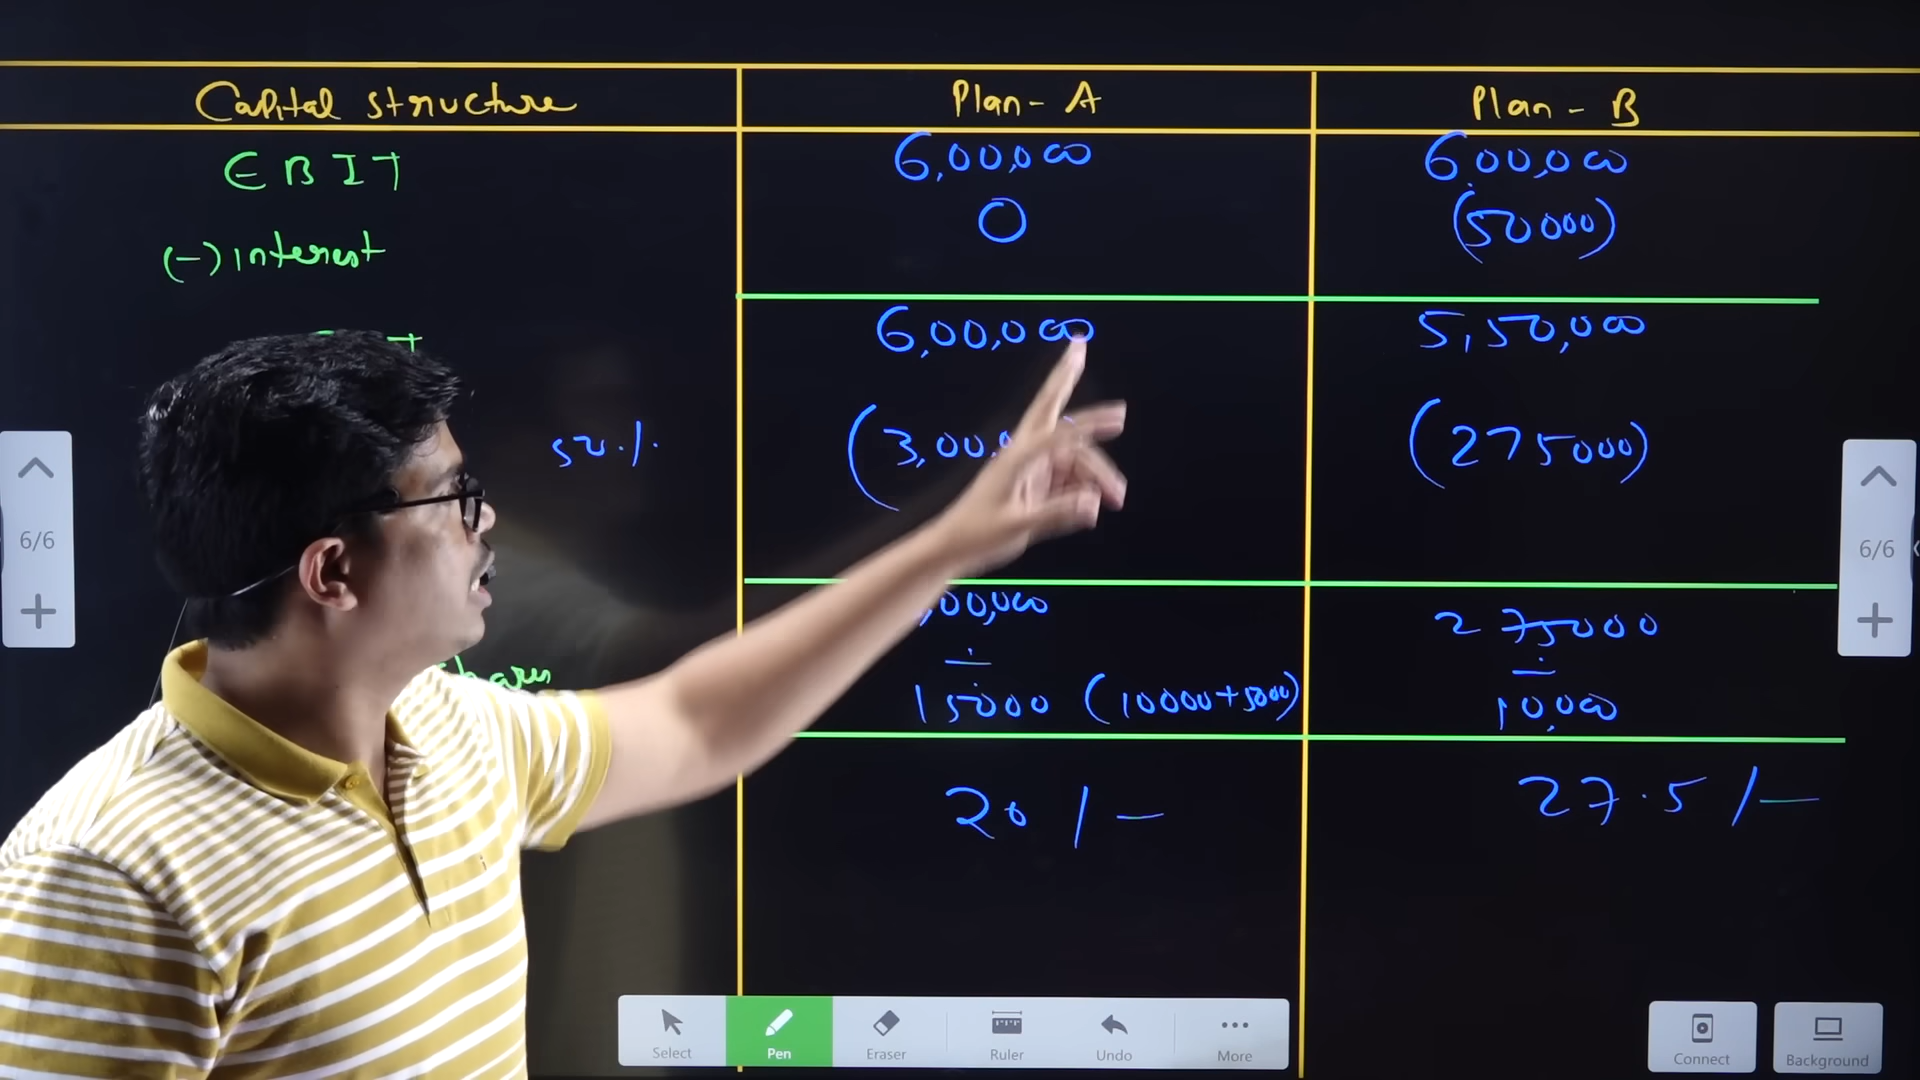 Capital structure Plan - A Plan - B
EBIT 6,00,000 6,00,000
(-) interest 0 (50000)
6,00,000 5,50,000
50% (3,00, (275000)
,00,000 275000
÷ ÷
15000 (10000+5000) 10,000
20/- 27.5/-
6/6
6/6
Select Pen Eraser Ruler Undo More
Connect Background